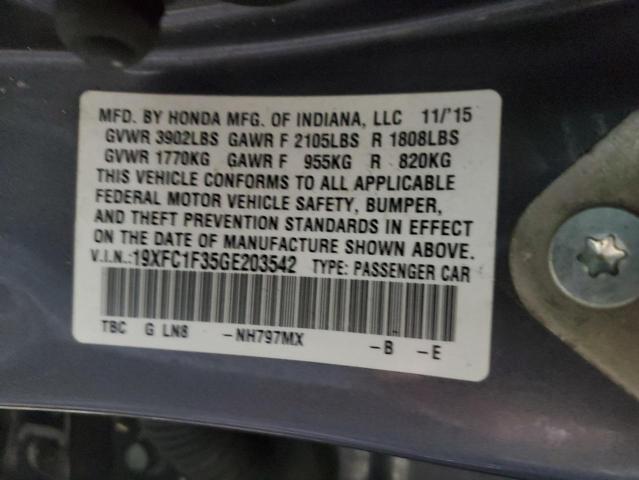 MFD. BY HONDA MFG. OF INDIANA, LLC 11/'15
GVWR 3902LBS GAWR F 2105LBS R 1808LBS
GVWR 1770KG GAWR F 955KG R 820KG
THIS VEHICLE CONFORMS TO ALL APPLICABLE
FEDERAL MOTOR VEHICLE SAFETY, BUMPER,
AND THEFT PREVENTION STANDARDS IN EFFECT
ON THE DATE OF MANUFACTURE SHOWN ABOVE.
V.I.N.:19XFC1F35GE203542 TYPE: PASSENGER CAR
TBC G LN8 -NH797MX -B -E